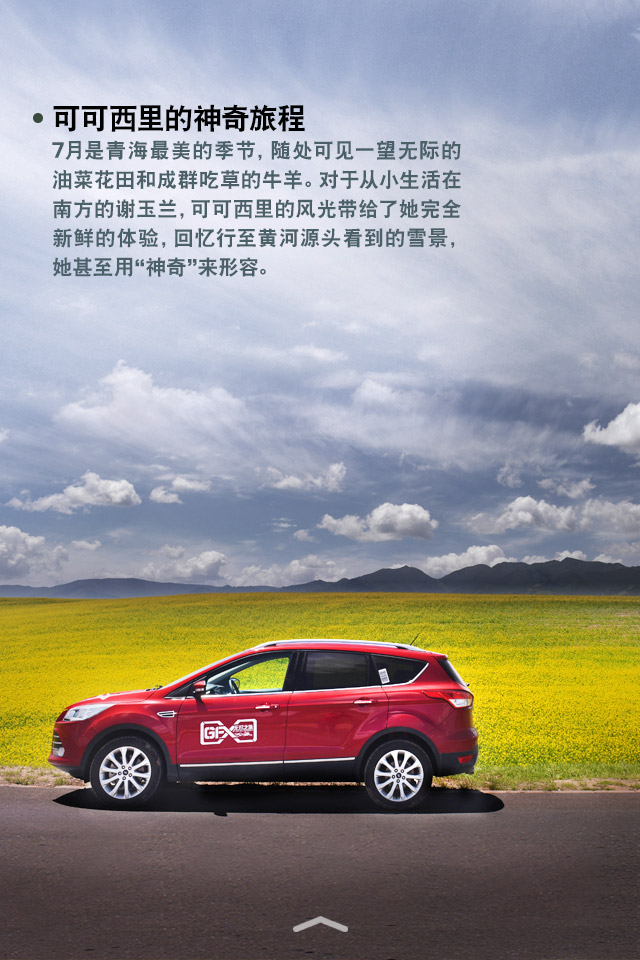 可可西里的神奇旅程
7月是青海最美的季节，随处可见一望无际的
油菜花田和成群吃草的牛羊。对于从小生活在
南方的谢玉兰，可可西里的风光带给了她完全
新鲜的体验，回忆行至黄河源头看到的雪景，
她甚至用“神奇”来形容。
GFX